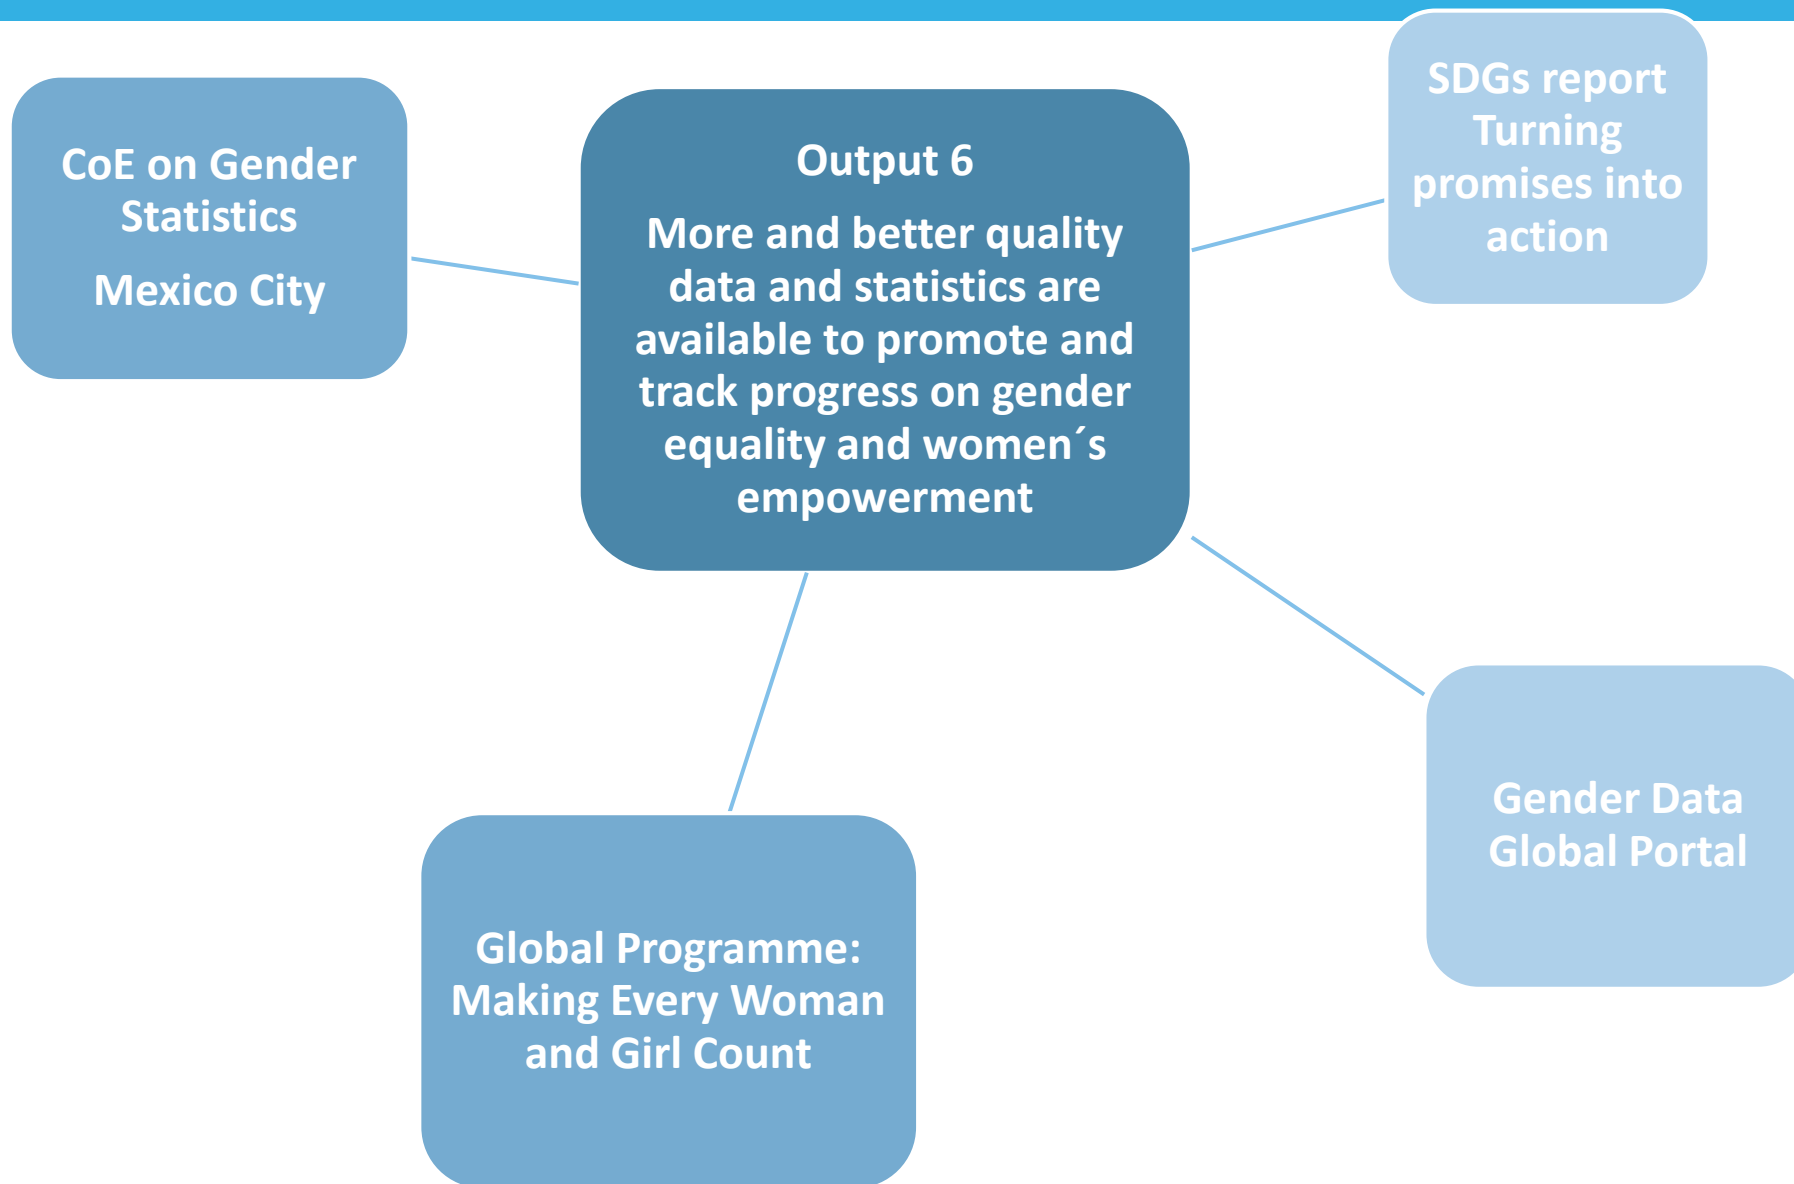 CoE on Gender
Statistics
Mexico City
Output 6
More and better quality
data and statistics are
available to promote and
track progress on gender
equality and women´s
empowerment
SDGs report
Turning
promises into
action
Gender Data
Global Portal
Global Programme:
Making Every Woman
and Girl Count